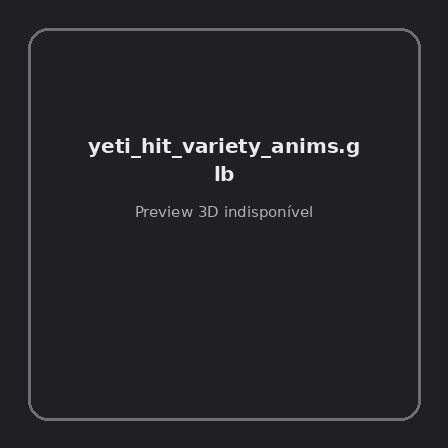 yeti_hit_variety_anims.g
lb
Preview 3D indisponível